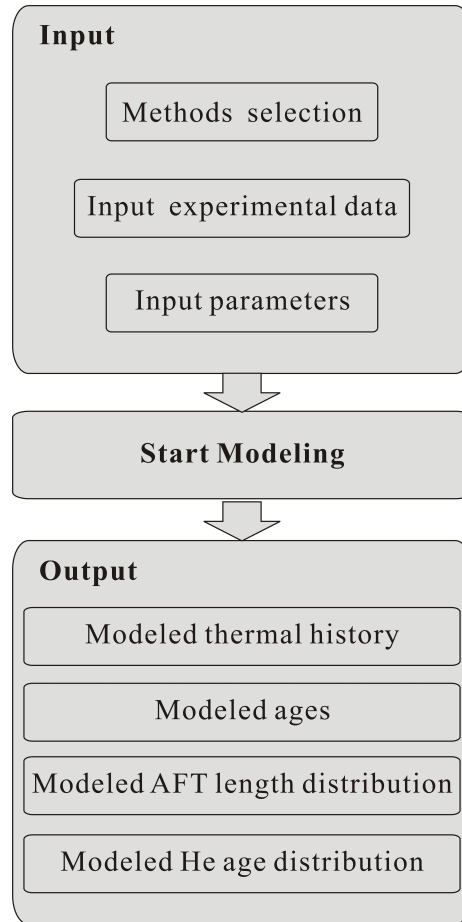 Input
Methods selection
Input experimental data
Input parameters
Start Modeling
Output
Modeled thermal history
Modeled ages
Modeled AFT length distribution
Modeled He age distribution